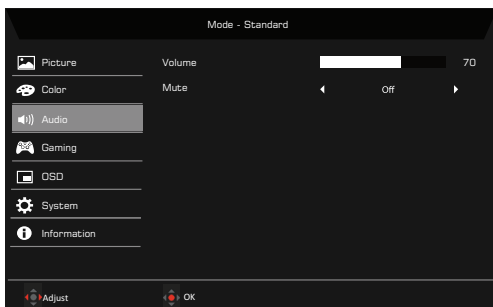 Mode - Standard
Picture
Volume 70
Color
Mute Off
Audio
Gaming
OSD
System
Information
Adjust OK